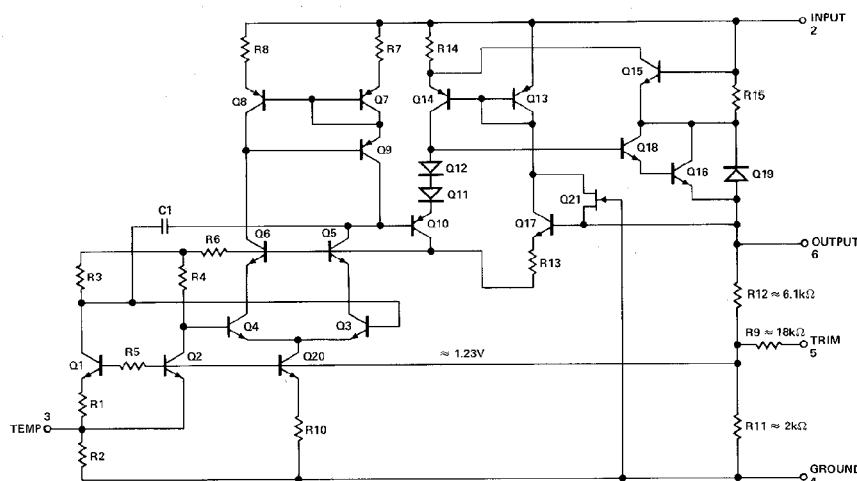 INPUT
2
R8
R7
R14
Q15
R15
Q8
Q7
Q14
Q13
Q9
Q18
Q16
Q19
Q12
Q11
Q21
C1
Q10
Q17
R6
Q6
Q5
R3
R4
R13
OUTPUT
6
R12 ≈ 6.1kΩ
Q4
Q3
R9 ≈ 18kΩ
TRIM
5
Q1
R5
Q2
Q20
≈ 1.23V
R1
3
TEMP
R2
R10
R11 ≈ 2kΩ
GROUND